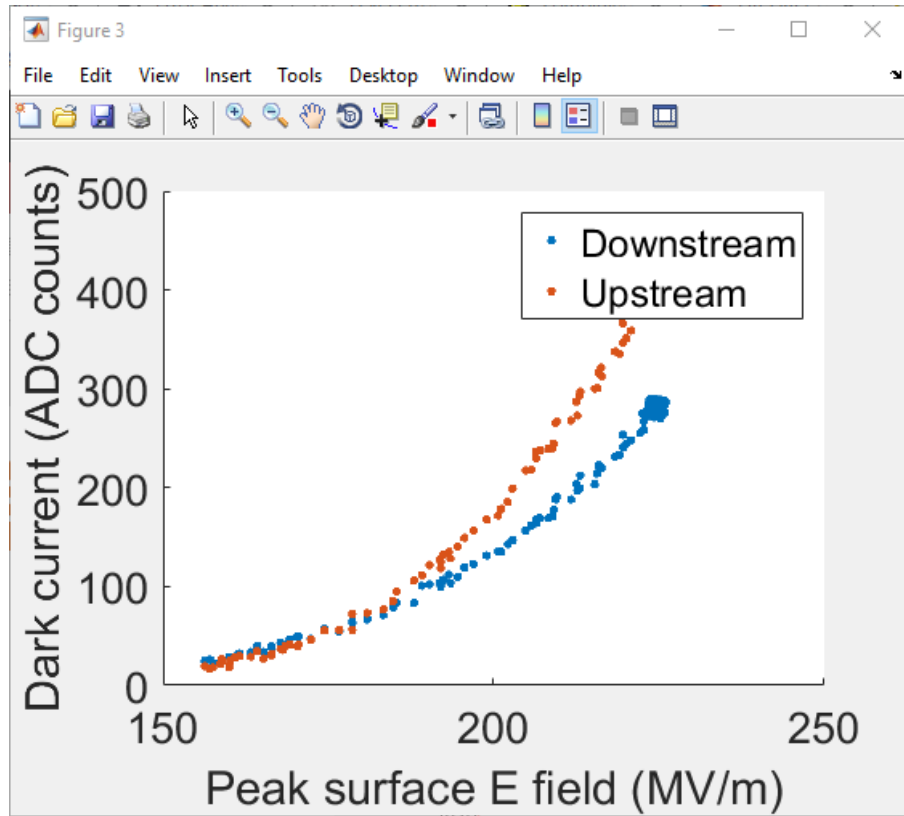 Figure 3
File Edit View Insert Tools Desktop Window Help
500
400
300
200
100
0
150 200 250
Dark current (ADC counts)
Peak surface E field (MV/m)
Downstream
Upstream